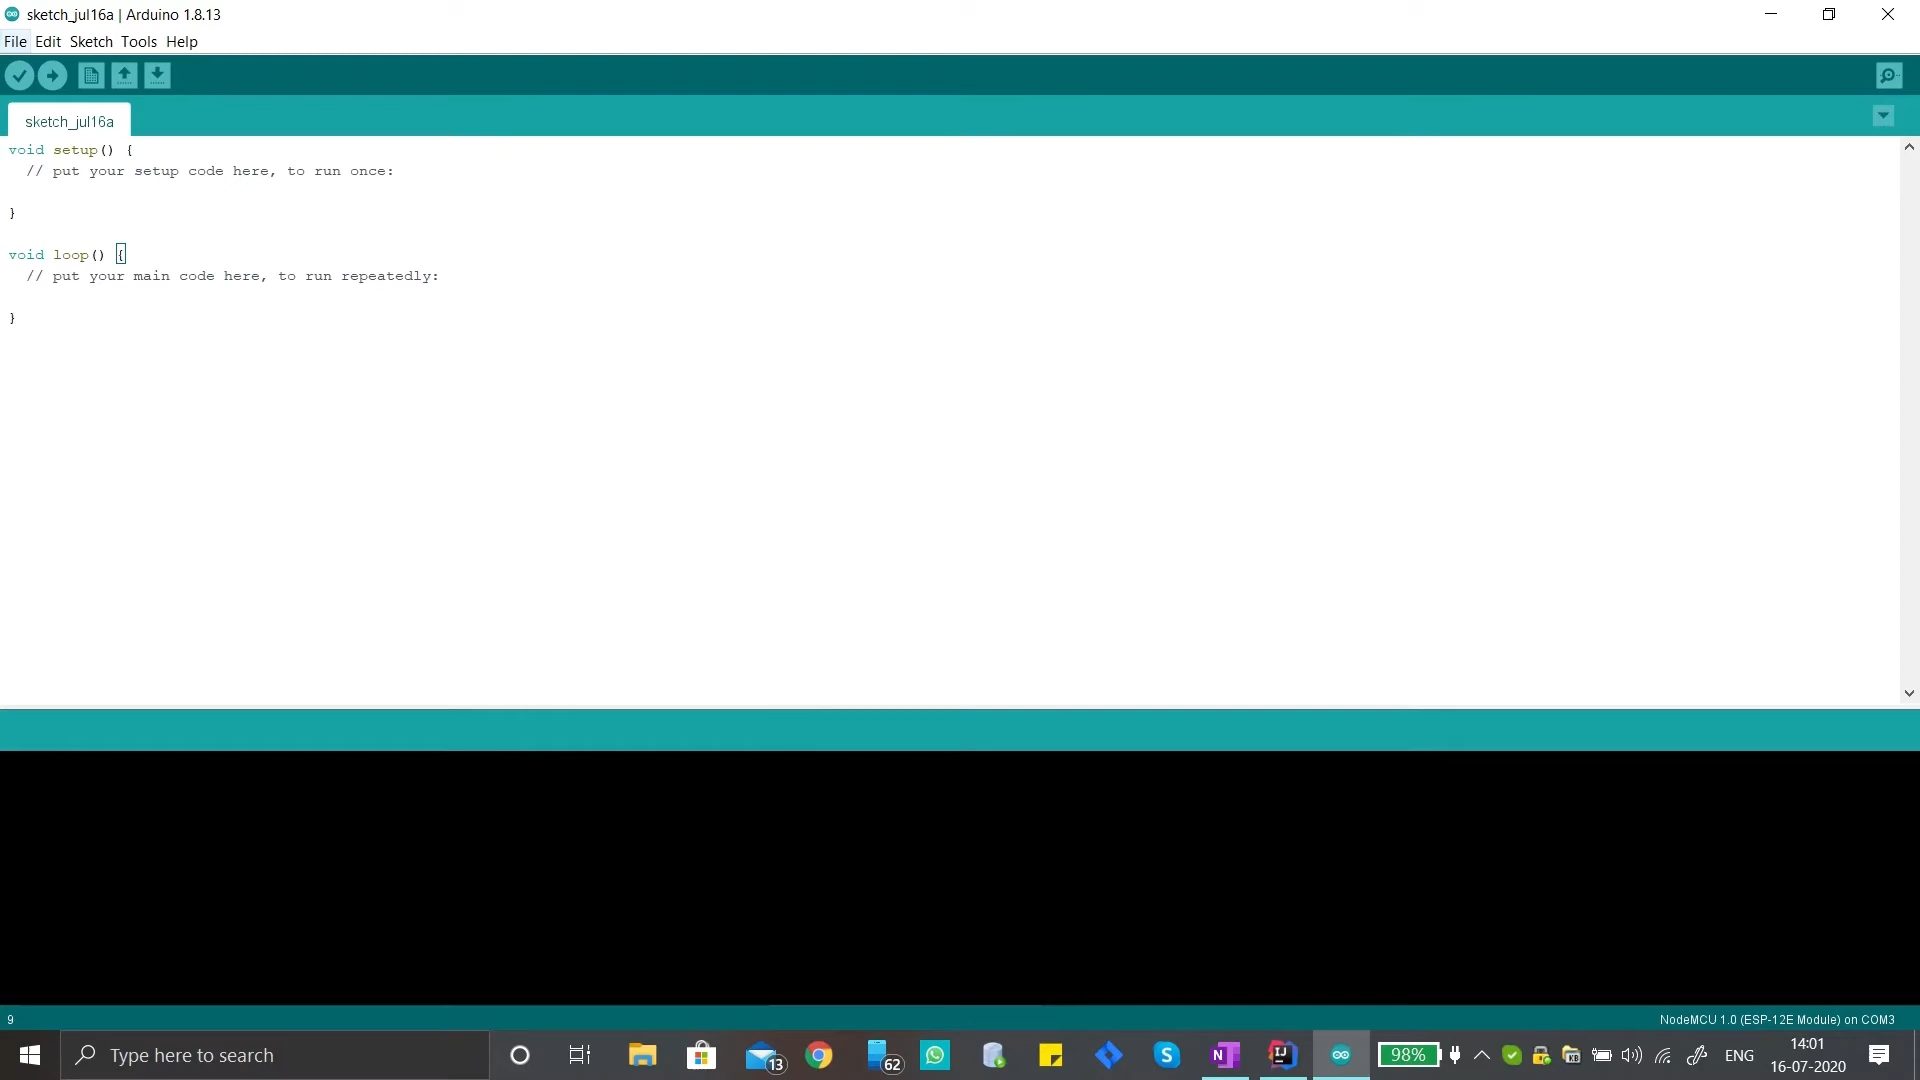 sketch_jul16a | Arduino 1.8.13
File Edit Sketch Tools Help
sketch_jul16a
void setup() {
  // put your setup code here, to run once:
}
void loop() {
  // put your main code here, to run repeatedly:
}
9
NodeMCU 1.0 (ESP-12E Module) on COM3
Type here to search
13
62
98%
ENG
14:01
16-07-2020